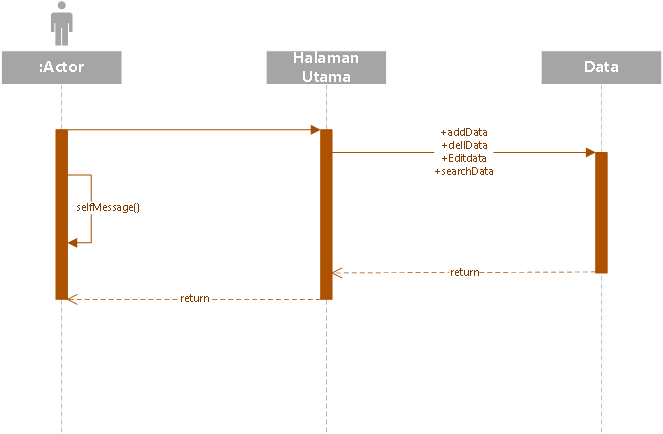 :Actor
Halaman
Utama
Data
+addData
+dellData
+Editdata
+searchData
selfMessage()
return
return